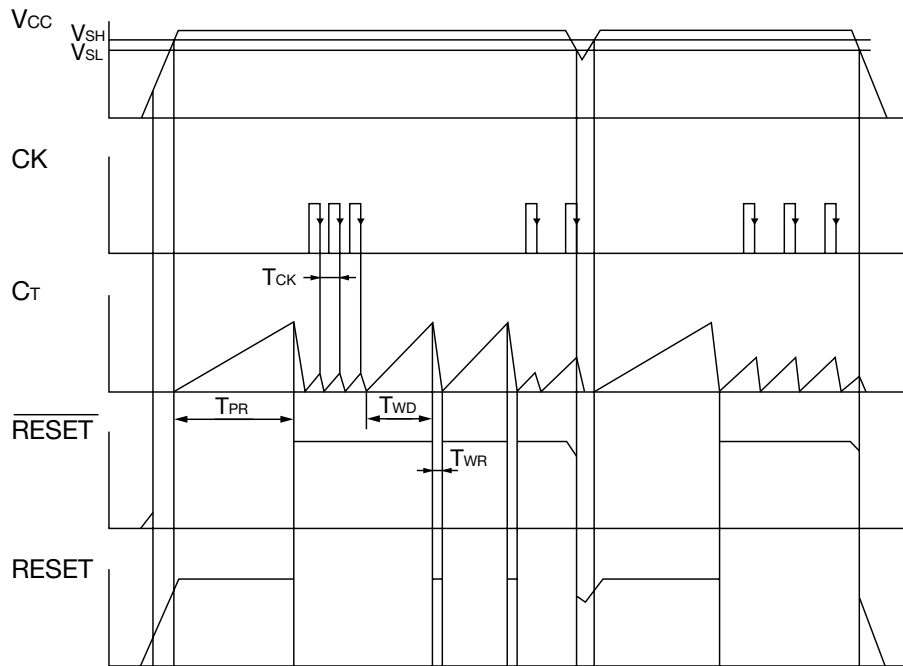 VCC
VSH
VSL
CK
TCK
CT
TPR
TWD
RESET
TWR
RESET